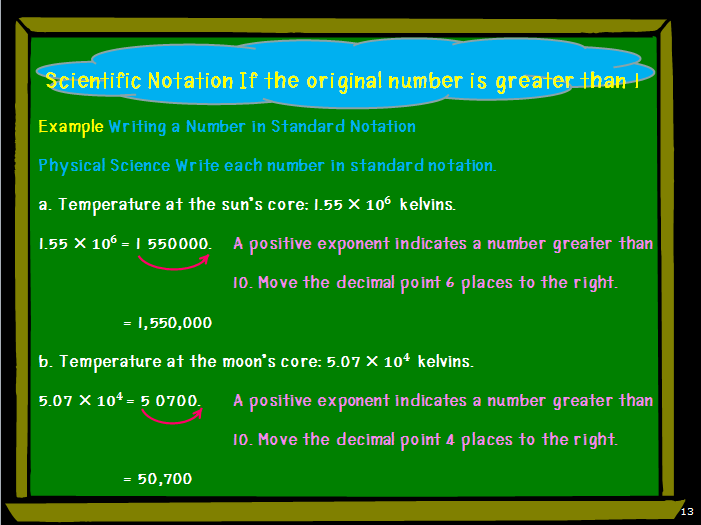 Scientific Notation If the original number is greater than 1
Example Writing a Number in Standard Notation
Physical Science Write each number in standard notation.
a. Temperature at the sun's core: 1.55 × 10⁶ kelvins.
1.55 × 10⁶ = 1 550000. A positive exponent indicates a number greater than
10. Move the decimal point 6 places to the right.
= 1,550,000
b. Temperature at the moon's core: 5.07 × 10⁴ kelvins.
5.07 × 10⁴ = 5 0700. A positive exponent indicates a number greater than
10. Move the decimal point 4 places to the right.
= 50,700
13